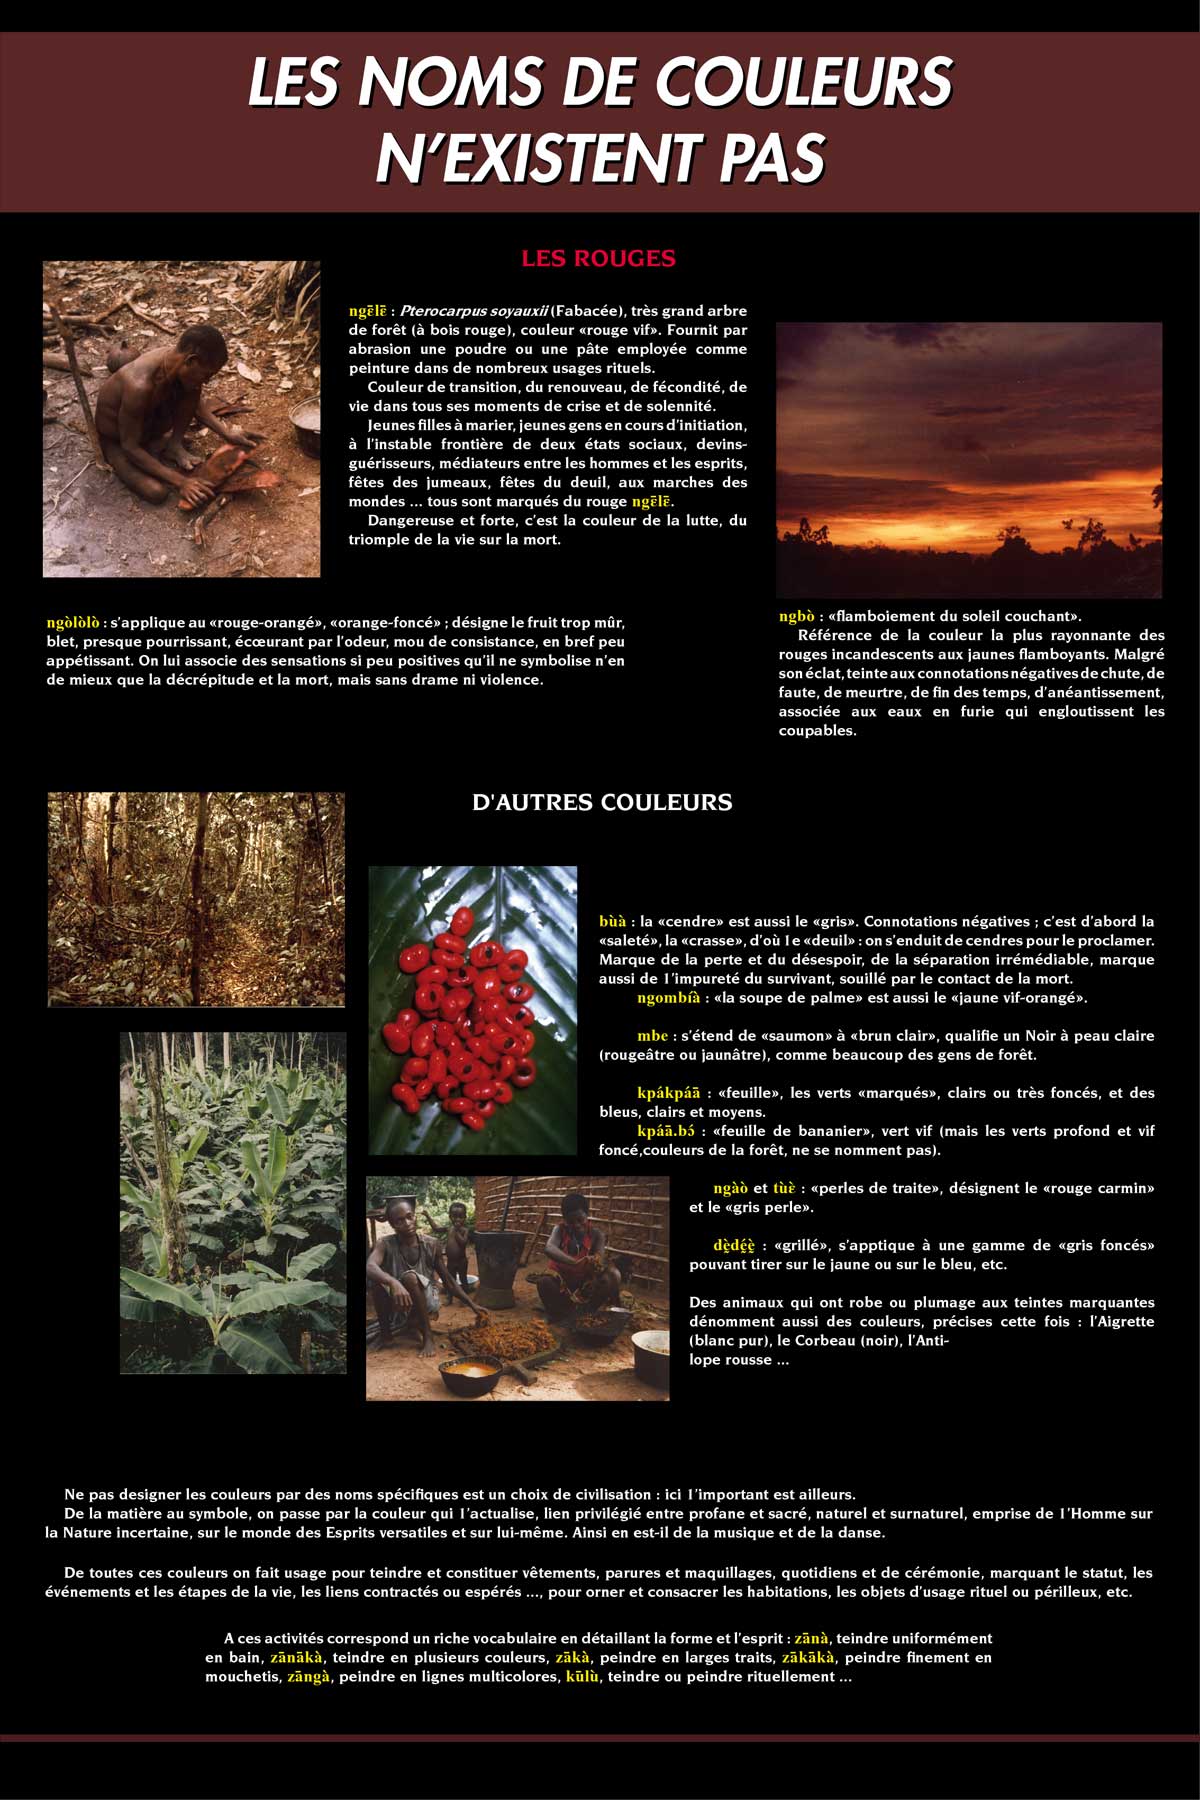 LES NOMS DE COULEURS
N'EXISTENT PAS
LES ROUGES
ngɛ̄lɛ̄ : Pterocarpus soyauxii (Fabacée), très grand arbre
de forêt (à bois rouge), couleur «rouge vif». Fournit par
abrasion une poudre ou une pâte employée comme
peinture dans de nombreux usages rituels.
Couleur de transition, du renouveau, de fécondité, de
vie dans tous ses moments de crise et de solennité.
Jeunes filles à marier, jeunes gens en cours d'initiation,
à l'instable frontière de deux états sociaux, devins-
guérisseurs, médiateurs entre les hommes et les esprits,
fêtes des jumeaux, fêtes du deuil, aux marches des
mondes ... tous sont marqués du rouge ngɛ̄lɛ̄.
Dangereuse et forte, c'est la couleur de la lutte, du
triomple de la vie sur la mort.
ngòlòlò : s'applique au «rouge-orangé», «orange-foncé» ; désigne le fruit trop mûr,
blet, presque pourrissant, écœurant par l'odeur, mou de consistance, en bref peu
appétissant. On lui associe des sensations si peu positives qu'il ne symbolise n'en
de mieux que la décrépitude et la mort, mais sans drame ni violence.
ngbò : «flamboiement du soleil couchant».
Référence de la couleur la plus rayonnante des
rouges incandescents aux jaunes flamboyants. Malgré
son éclat, teinte aux connotations négatives de chute, de
faute, de meurtre, de fin des temps, d'anéantissement,
associée aux eaux en furie qui engloutissent les
coupables.
D'AUTRES COULEURS
bùà : la «cendre» est aussi le «gris». Connotations négatives ; c'est d'abord la
«saleté», la «crasse», d'où 1e «deuil» : on s'enduit de cendres pour le proclamer.
Marque de la perte et du désespoir, de la séparation irrémédiable, marque
aussi de 1'impureté du survivant, souillé par le contact de la mort.
ngombíà : «la soupe de palme» est aussi le «jaune vif-orangé».
mbe : s'étend de «saumon» à «brun clair», qualifie un Noir à peau claire
(rougeâtre ou jaunâtre), comme beaucoup des gens de forêt.
kpákpáā : «feuille», les verts «marqués», clairs ou très foncés, et des
bleus, clairs et moyens.
kpáā.bɔ́ : «feuille de bananier», vert vif (mais les verts profond et vif
foncé,couleurs de la forêt, ne se nomment pas).
ngàò et tùɛ̀ : «perles de traite», désignent le «rouge carmin»
et le «gris perle».
dɛ̰̀dɛ̰́ɛ̰̀ : «grillé», s'apptique à une gamme de «gris foncés»
pouvant tirer sur le jaune ou sur le bleu, etc.
Des animaux qui ont robe ou plumage aux teintes marquantes
dénomment aussi des couleurs, précises cette fois : l'Aigrette
(blanc pur), le Corbeau (noir), l'Anti-
lope rousse ...
Ne pas designer les couleurs par des noms spécifiques est un choix de civilisation : ici 1'important est ailleurs.
De la matière au symbole, on passe par la couleur qui 1'actualise, lien privilégié entre profane et sacré, naturel et surnaturel, emprise de 1'Homme sur
la Nature incertaine, sur le monde des Esprits versatiles et sur lui-même. Ainsi en est-il de la musique et de la danse.
De toutes ces couleurs on fait usage pour teindre et constituer vêtements, parures et maquillages, quotidiens et de cérémonie, marquant le statut, les
événements et les étapes de la vie, les liens contractés ou espérés ..., pour orner et consacrer les habitations, les objets d'usage rituel ou périlleux, etc.
A ces activités correspond un riche vocabulaire en détaillant la forme et l'esprit : zānà, teindre uniformément
en bain, zānākà, teindre en plusieurs couleurs, zākà, peindre en larges traits, zākākà, peindre finement en
mouchetis, zāngà, peindre en lignes multicolores, kūlù, teindre ou peindre rituellement ...